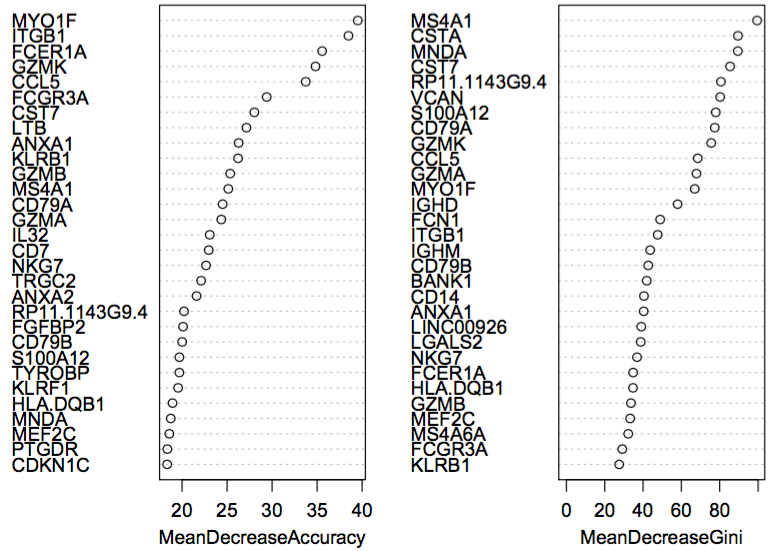 MYO1F
ITGB1
FCER1A
GZMK
CCL5
FCGR3A
CST7
LTB
ANXA1
KLRB1
GZMB
MS4A1
CD79A
GZMA
IL32
CD7
NKG7
TRGC2
ANXA2
RP11.1143G9.4
FGFBP2
CD79B
S100A12
TYROBP
KLRF1
HLA.DQB1
MNDA
MEF2C
PTGDR
CDKN1C
20 25 30 35 40
MeanDecreaseAccuracy
MS4A1
CSTA
MNDA
CST7
RP11.1143G9.4
VCAN
S100A12
CD79A
GZMK
CCL5
GZMA
MYO1F
IGHD
FCN1
ITGB1
IGHM
CD79B
BANK1
CD14
ANXA1
LINC00926
LGALS2
NKG7
FCER1A
HLA.DQB1
GZMB
MEF2C
MS4A6A
FCGR3A
KLRB1
0 20 40 60 80
MeanDecreaseGini